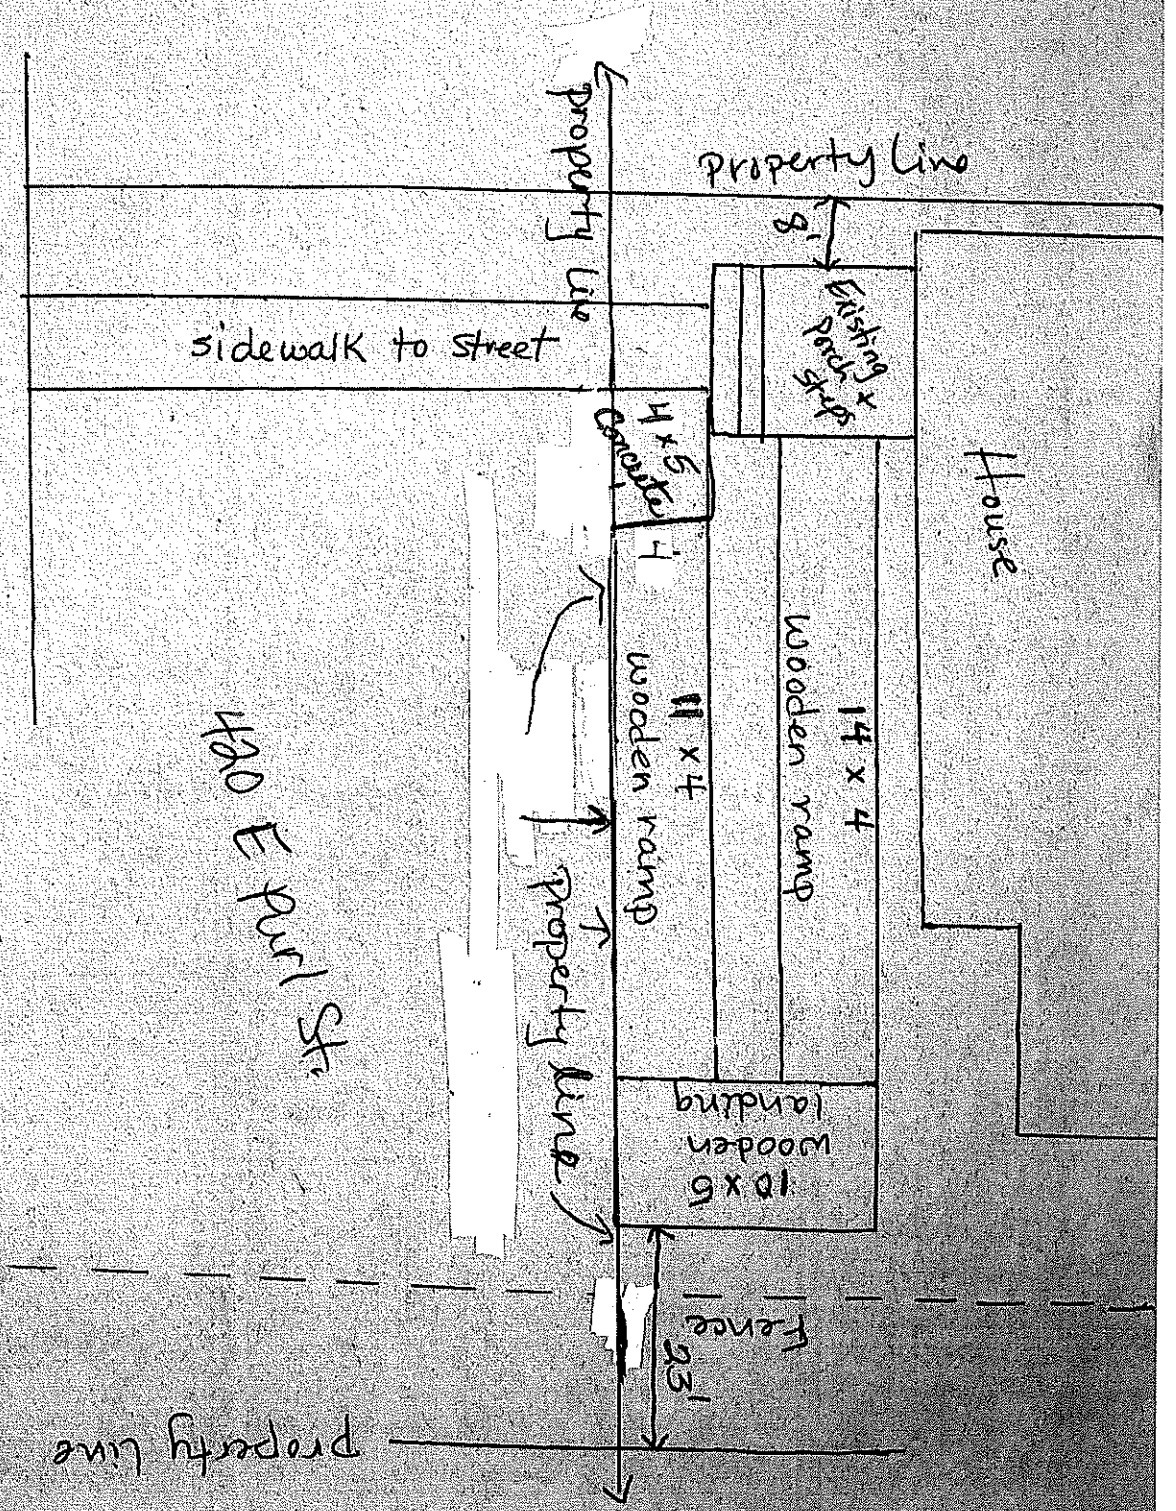 property line
property line
8'
Existing &
porch
steps
sidewalk to street
4 x 5
Concrete
4'
House
14 x 4
wooden ramp
11 x 4
wooden ramp
property line
420 E Purl St.
10 x 5
wooden
landing
Fence
23'
property line